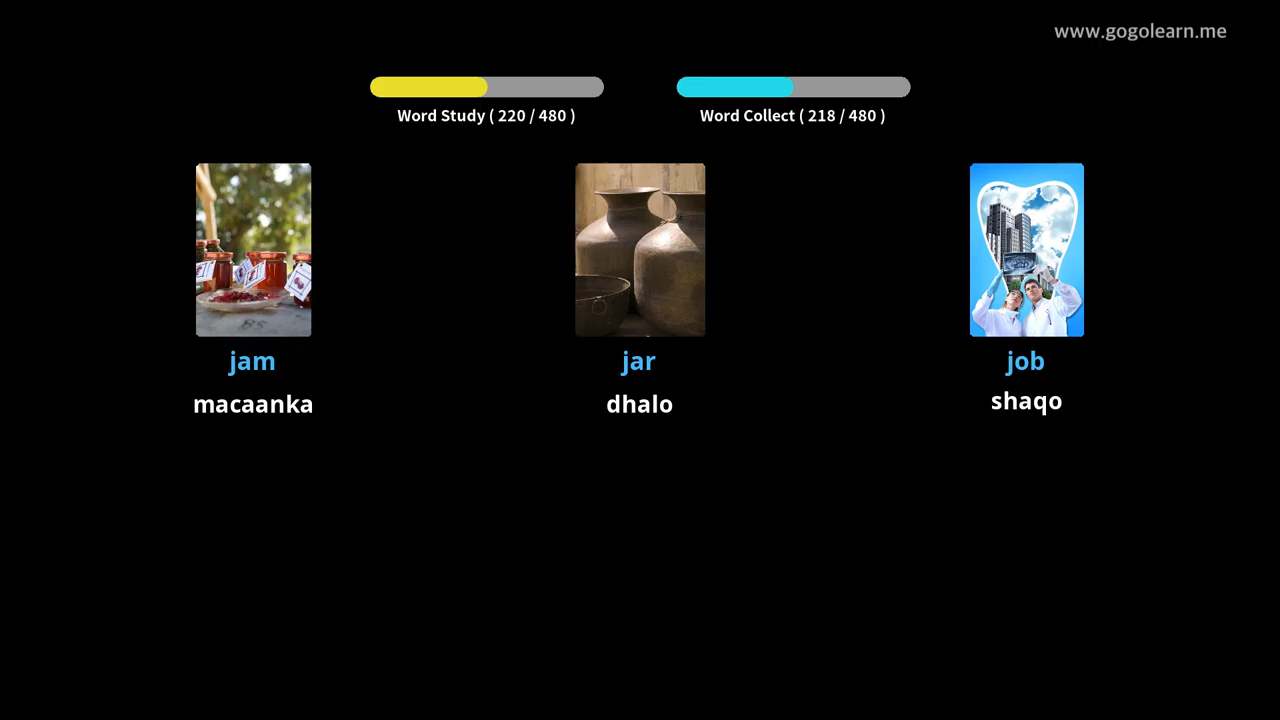 www.gogolearn.me
Word Study ( 220 / 480 )
Word Collect ( 218 / 480 )
jam
jar
job
macaanka
dhalo
shaqo